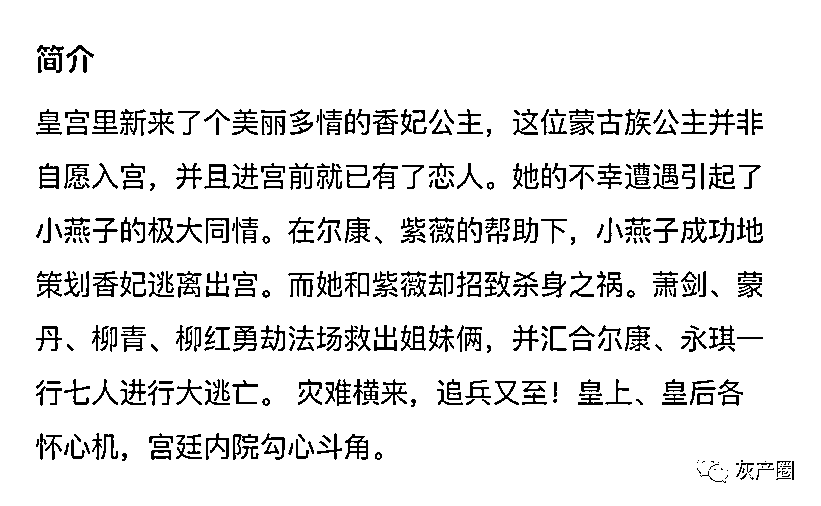 简介
皇宫里新来了个美丽多情的香妃公主，这位蒙古族公主并非
自愿入宫，并且进宫前就已有了恋人。她的不幸遭遇引起了
小燕子的极大同情。在尔康、紫薇的帮助下，小燕子成功地
策划香妃逃离出宫。而她和紫薇却招致杀身之祸。萧剑、蒙
丹、柳青、柳红勇劫法场救出姐妹俩，并汇合尔康、永琪一
行七人进行大逃亡。 灾难横来，追兵又至！皇上、皇后各
怀心机，宫廷内院勾心斗角。
灰产圈